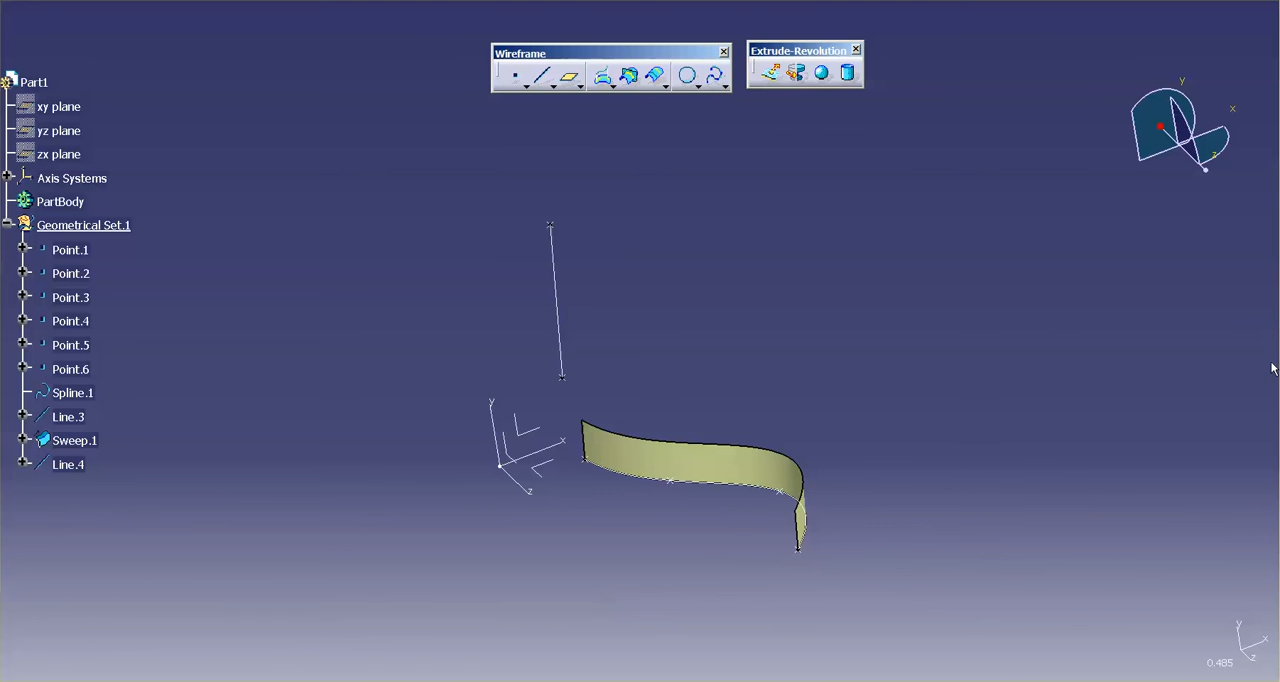 Wireframe
Extrude-Revolution
Part1
xy plane
yz plane
zx plane
Axis Systems
PartBody
Geometrical Set.1
Point.1
Point.2
Point.3
Point.4
Point.5
Point.6
Spline.1
Line.3
Sweep.1
Line.4
y
x
z
y
x
z
y
x
z
0.485